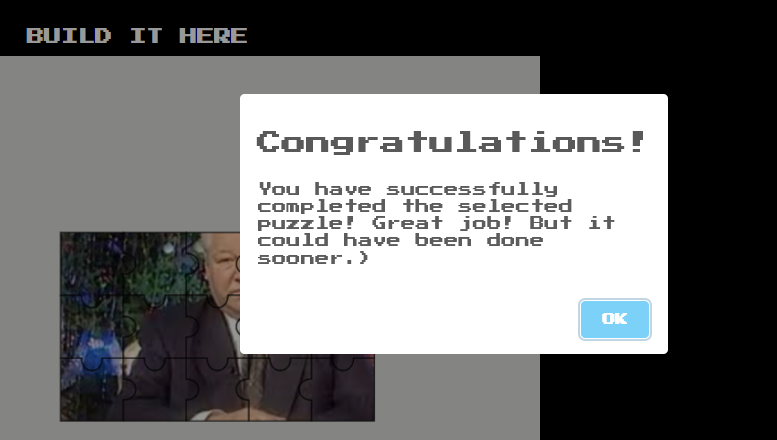 BUILD IT HERE
Congratulations!
You have successfully
completed the selected
puzzle! Great job! But it
could have been done
sooner.)
OK